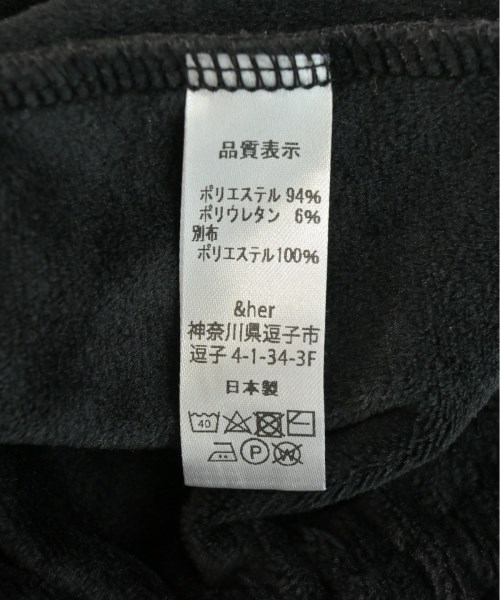 品質表示
ポリエステル 94%
ポリウレタン 6%
別布
ポリエステル100%
&her
神奈川県逗子市
逗子 4-1-34-3F
日本製
40
P W